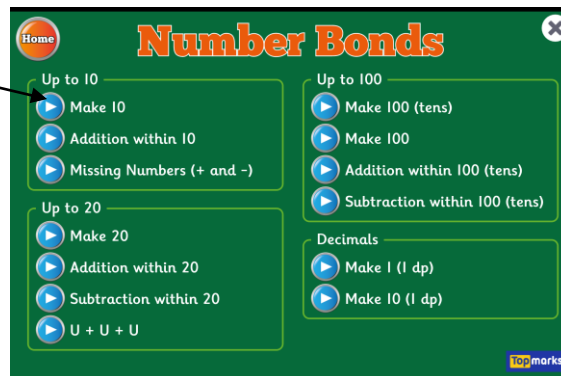 Home
Number Bonds
Up to 10
Make 10
Addition within 10
Missing Numbers (+ and -)
Up to 20
Make 20
Addition within 20
Subtraction within 20
U + U + U
Up to 100
Make 100 (tens)
Make 100
Addition within 100 (tens)
Subtraction within 100 (tens)
Decimals
Make 1 (1 dp)
Make 10 (1 dp)
Topmarks